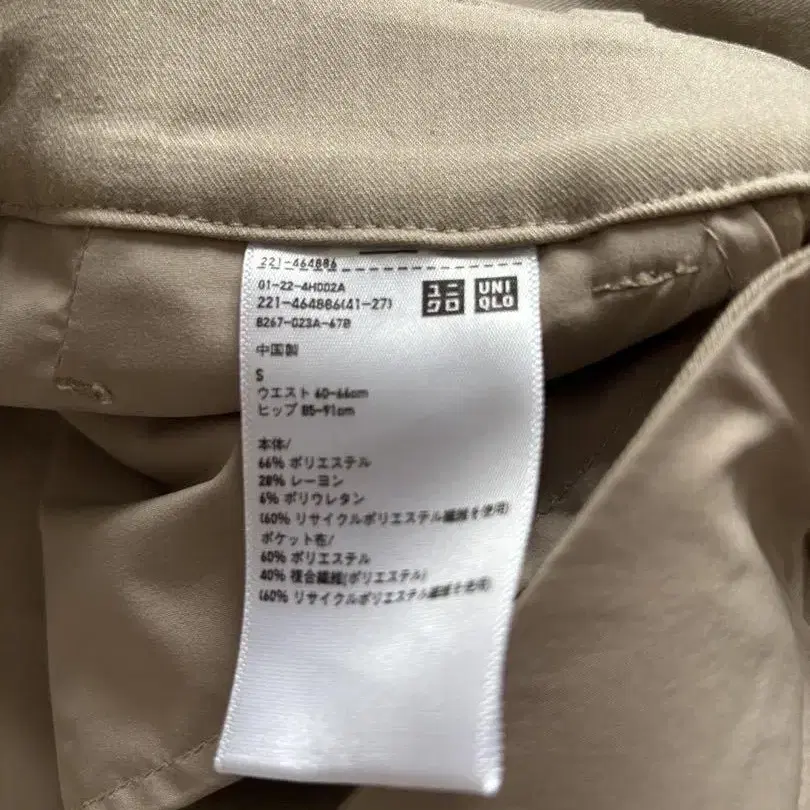 221-464886
01-22-4H002A
221-464886(41-27)
8267-023A-67B
ユニクロ
UNIQLO
中国製
S
ウエスト 60-66cm
ヒップ 85-91cm
本体/
66% ポリエステル
28% レーヨン
6% ポリウレタン
(60% リサイクルポリエステル繊維を使用)
ポケット布/
60% ポリエステル
40% 複合繊維(ポリエステル)
(60% リサイクルポリエステル繊維を使用)